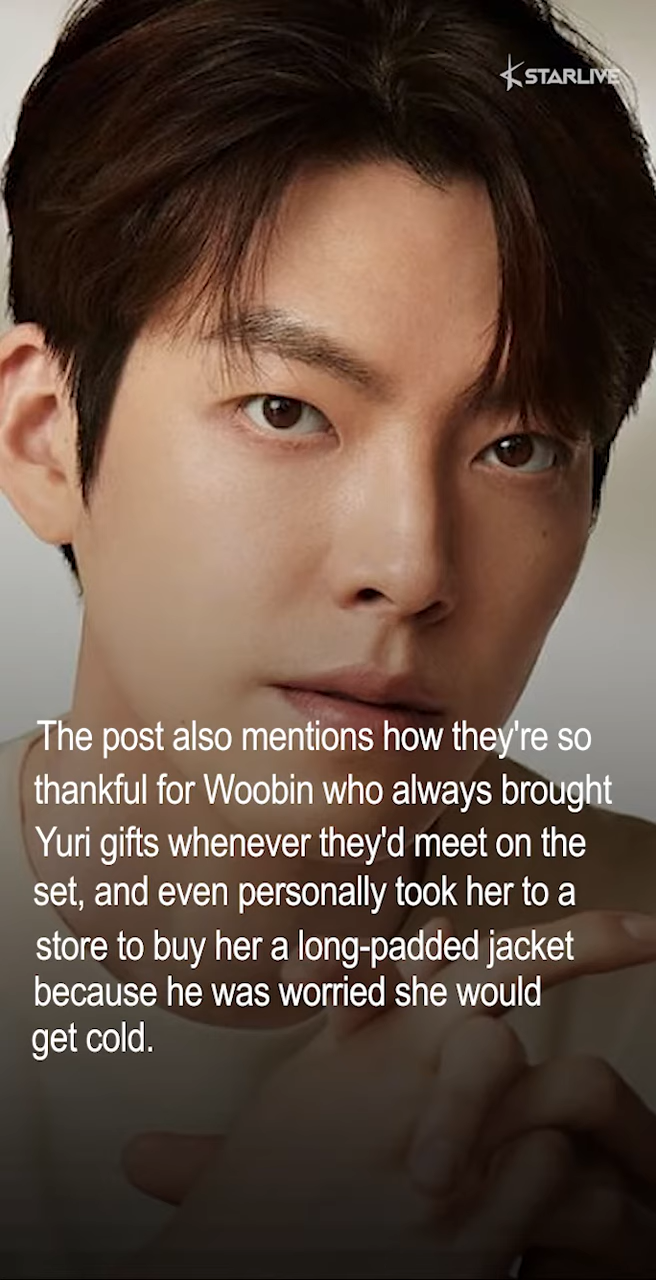 STARLIVE
The post also mentions how they're so
thankful for Woobin who always brought
Yuri gifts whenever they'd meet on the
set, and even personally took her to a
store to buy her a long-padded jacket
because he was worried she would
get cold.